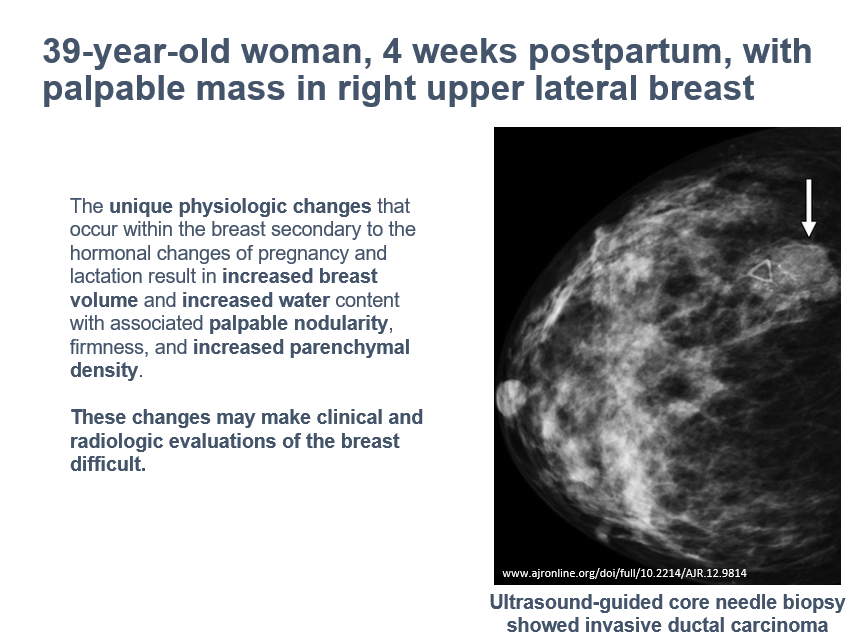 39-year-old woman, 4 weeks postpartum, with
palpable mass in right upper lateral breast
The unique physiologic changes that
occur within the breast secondary to the
hormonal changes of pregnancy and
lactation result in increased breast
volume and increased water content
with associated palpable nodularity,
firmness, and increased parenchymal
density.
These changes may make clinical and
radiologic evaluations of the breast
difficult.
www.ajronline.org/doi/full/10.2214/AJR.12.9814
Ultrasound-guided core needle biopsy
showed invasive ductal carcinoma